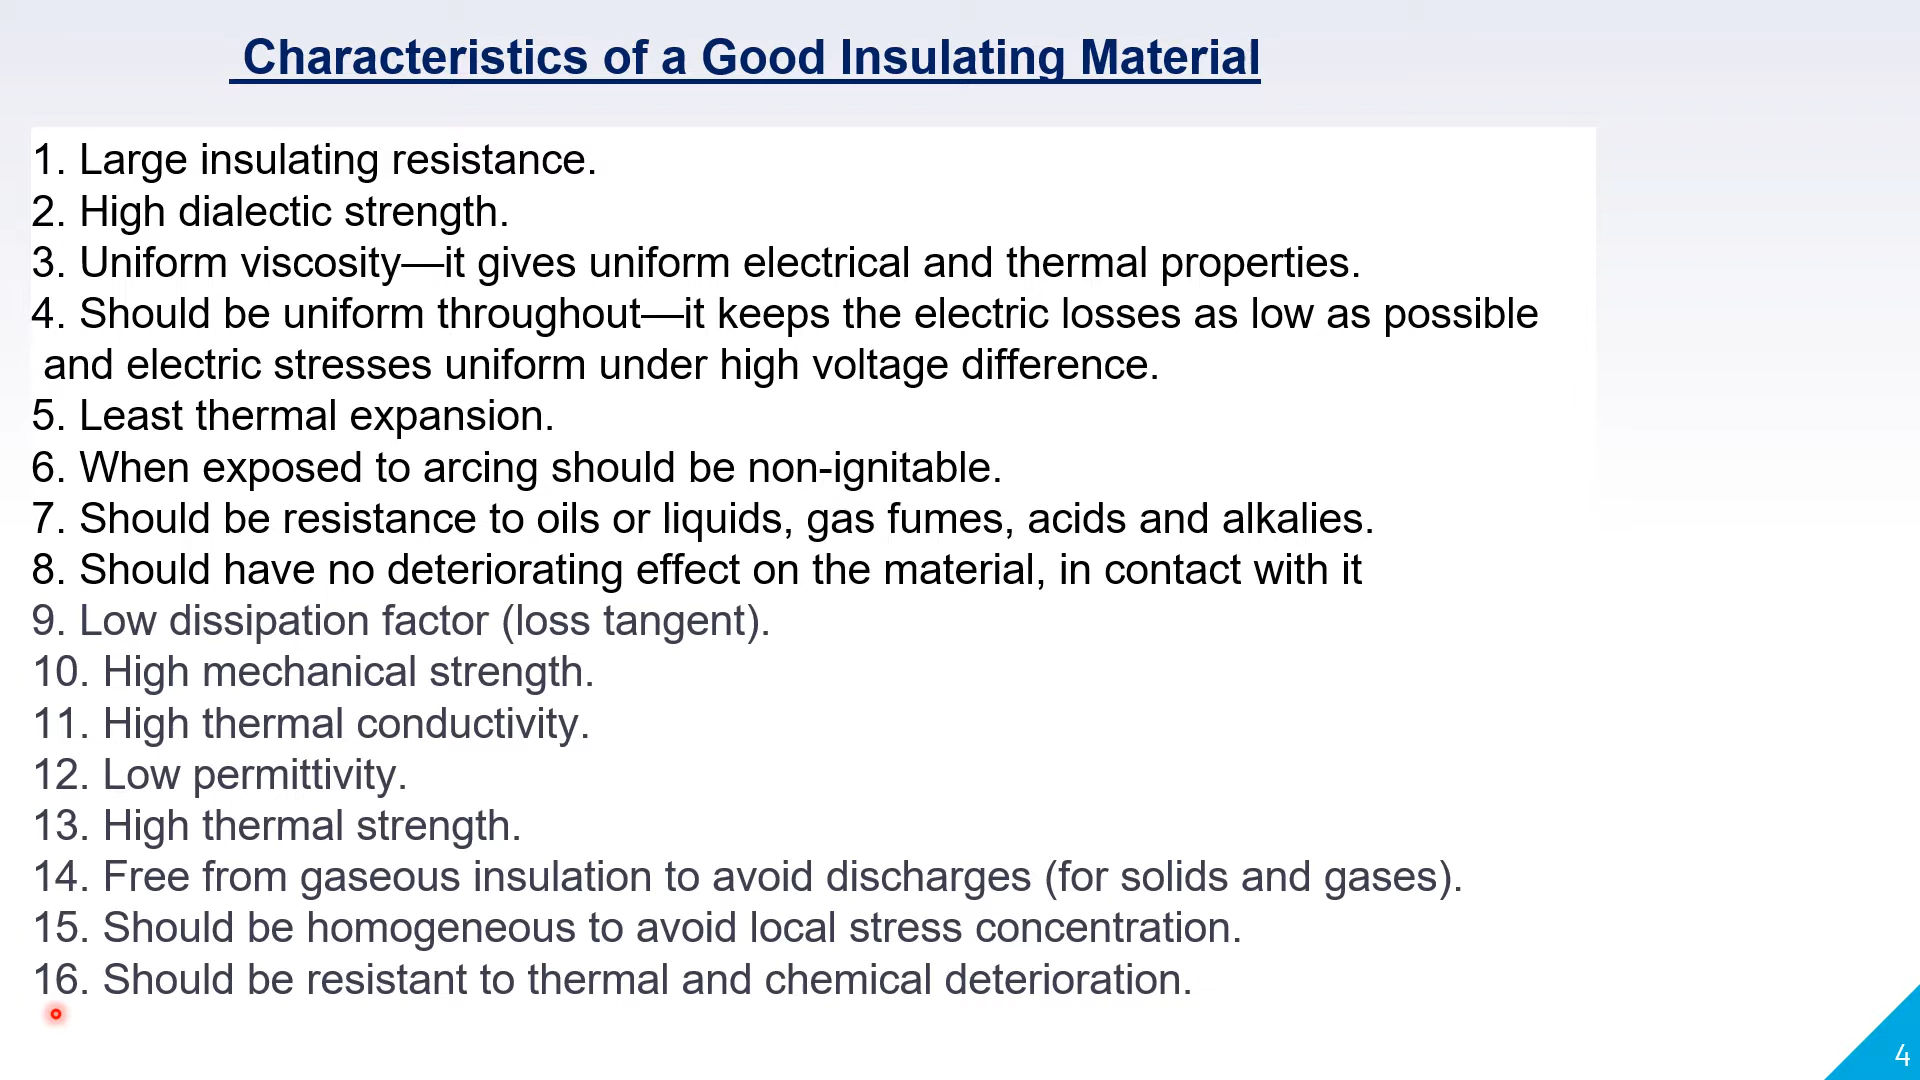 Characteristics of a Good Insulating Material
1. Large insulating resistance.
2. High dialectic strength.
3. Uniform viscosity—it gives uniform electrical and thermal properties.
4. Should be uniform throughout—it keeps the electric losses as low as possible
and electric stresses uniform under high voltage difference.
5. Least thermal expansion.
6. When exposed to arcing should be non-ignitable.
7. Should be resistance to oils or liquids, gas fumes, acids and alkalies.
8. Should have no deteriorating effect on the material, in contact with it
9. Low dissipation factor (loss tangent).
10. High mechanical strength.
11. High thermal conductivity.
12. Low permittivity.
13. High thermal strength.
14. Free from gaseous insulation to avoid discharges (for solids and gases).
15. Should be homogeneous to avoid local stress concentration.
16. Should be resistant to thermal and chemical deterioration.
4